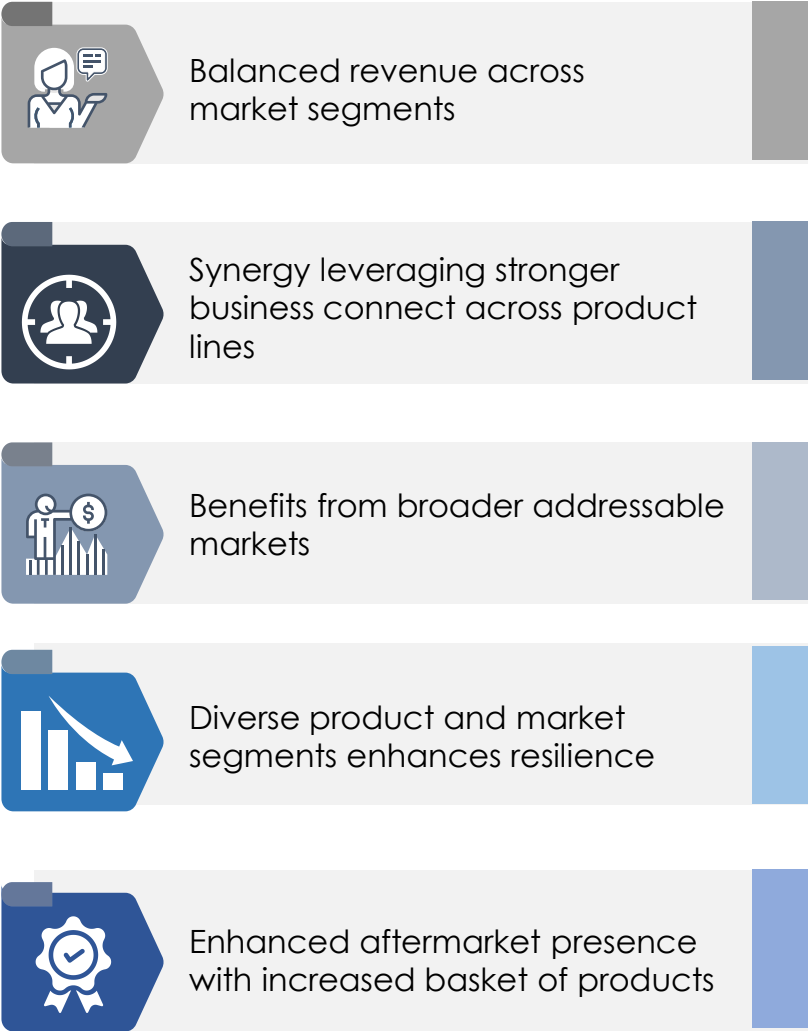 Balanced revenue across
market segments
Synergy leveraging stronger
business connect across product
lines
$
Benefits from broader addressable
markets
Diverse product and market
segments enhances resilience
Enhanced aftermarket presence
with increased basket of products